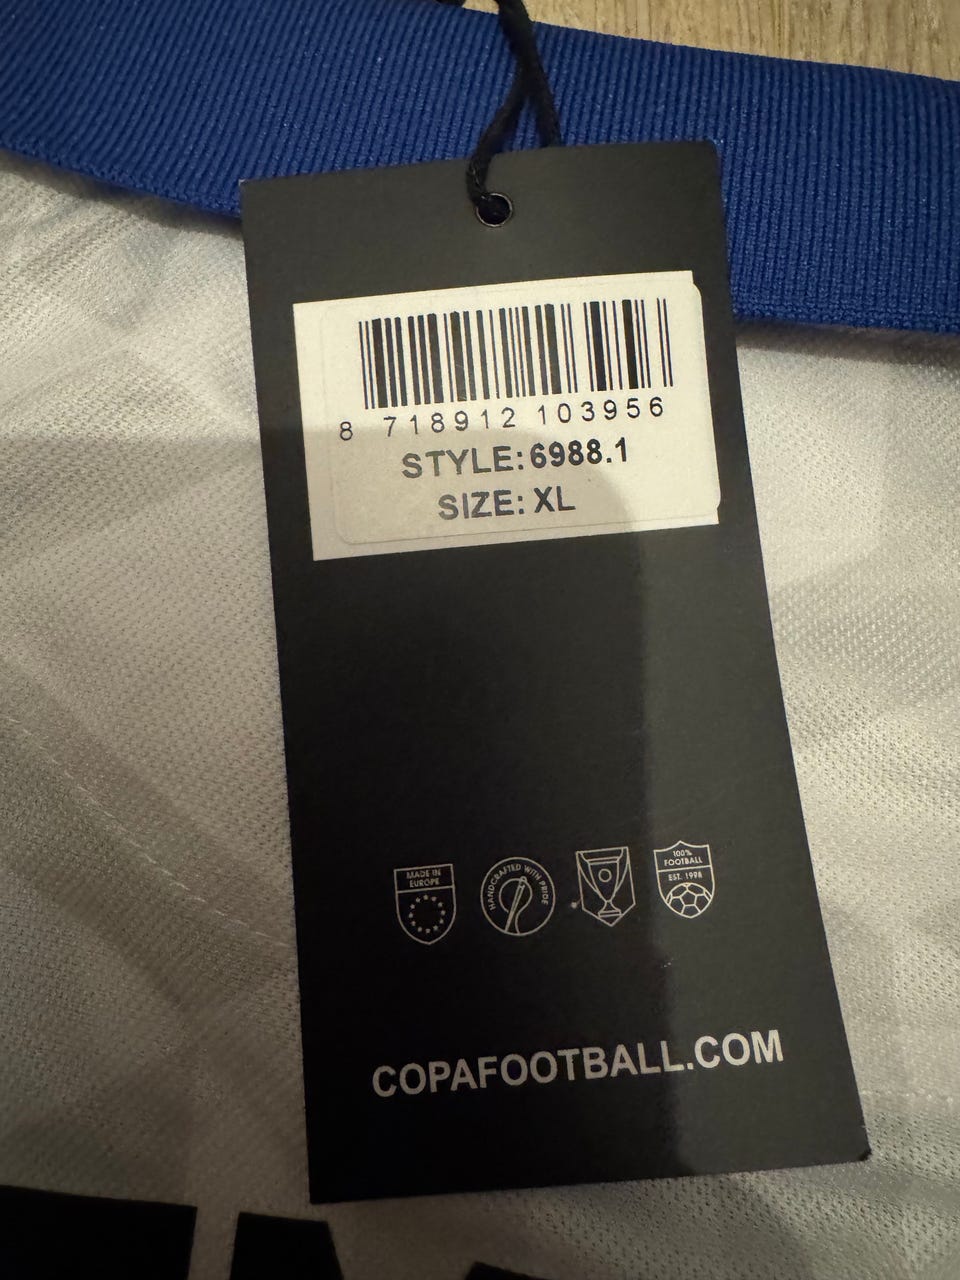 8 718912 103956
STYLE: 6988.1
SIZE: XL
MADE IN
EUROPE
HANDCRAFTED WITH PRIDE
100%
FOOTBALL
EST. 1998
COPAFOOTBALL.COM